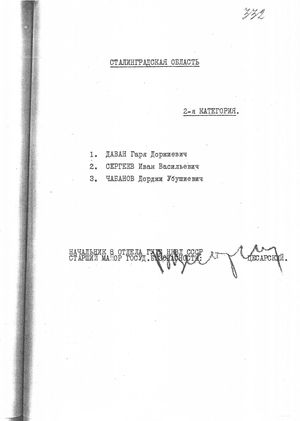 332
СТАЛИНГРАДСКАЯ ОБЛАСТЬ
2-я КАТЕГОРИЯ.
1. ДАВАН Гаря Доржиевич
2. СЕРГЕЕВ Иван Васильевич
3. ЧАБАНОВ Дорджи Убушиевич
НАЧАЛЬНИК 8 ОТДЕЛА ГУГБ НКВД СССР
СТАРШИЙ МАЙОР ГОСУД.БЕЗОПАСНОСТИ: ЦЕСАРСКИЙ.